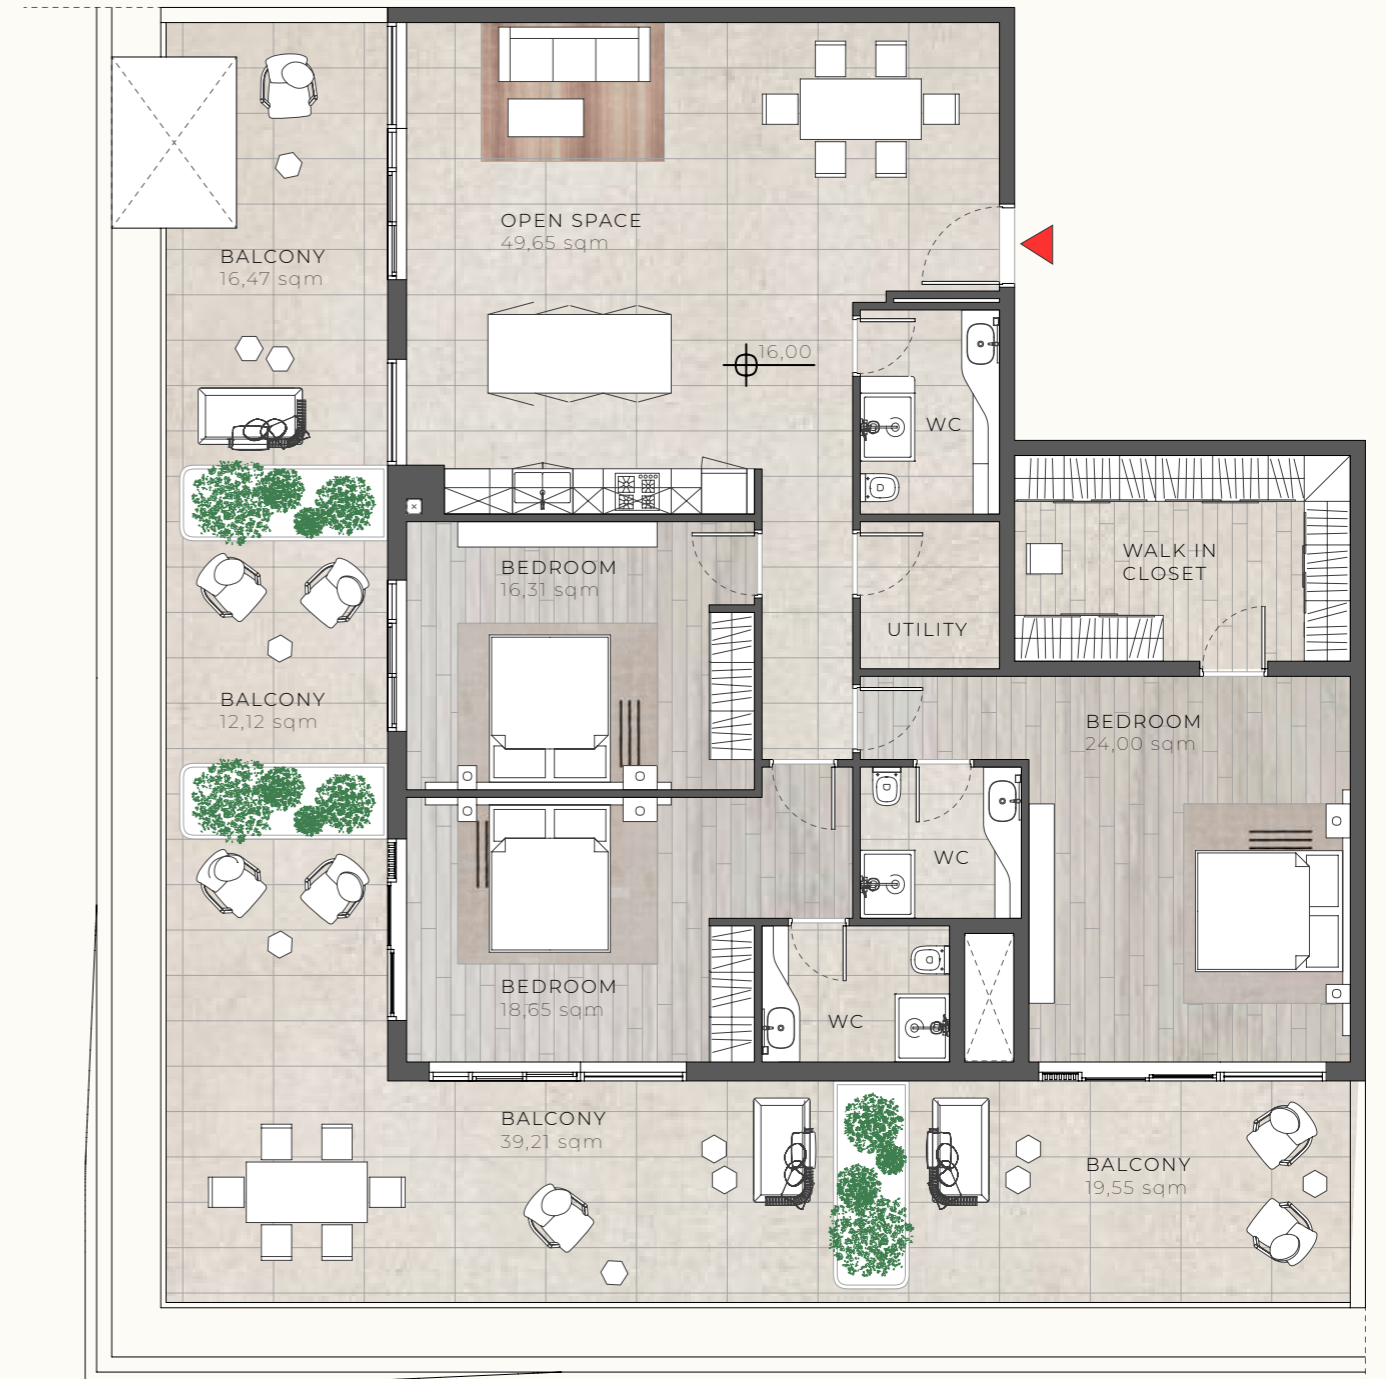 OPEN SPACE
49,65 sqm
BALCONY
16,47 sqm
16,00
WC
BEDROOM
16,31 sqm
WALK IN
CLOSET
UTILITY
BALCONY
12,12 sqm
BEDROOM
24,00 sqm
WC
BEDROOM
18,65 sqm
WC
BALCONY
39,21 sqm
BALCONY
19,55 sqm